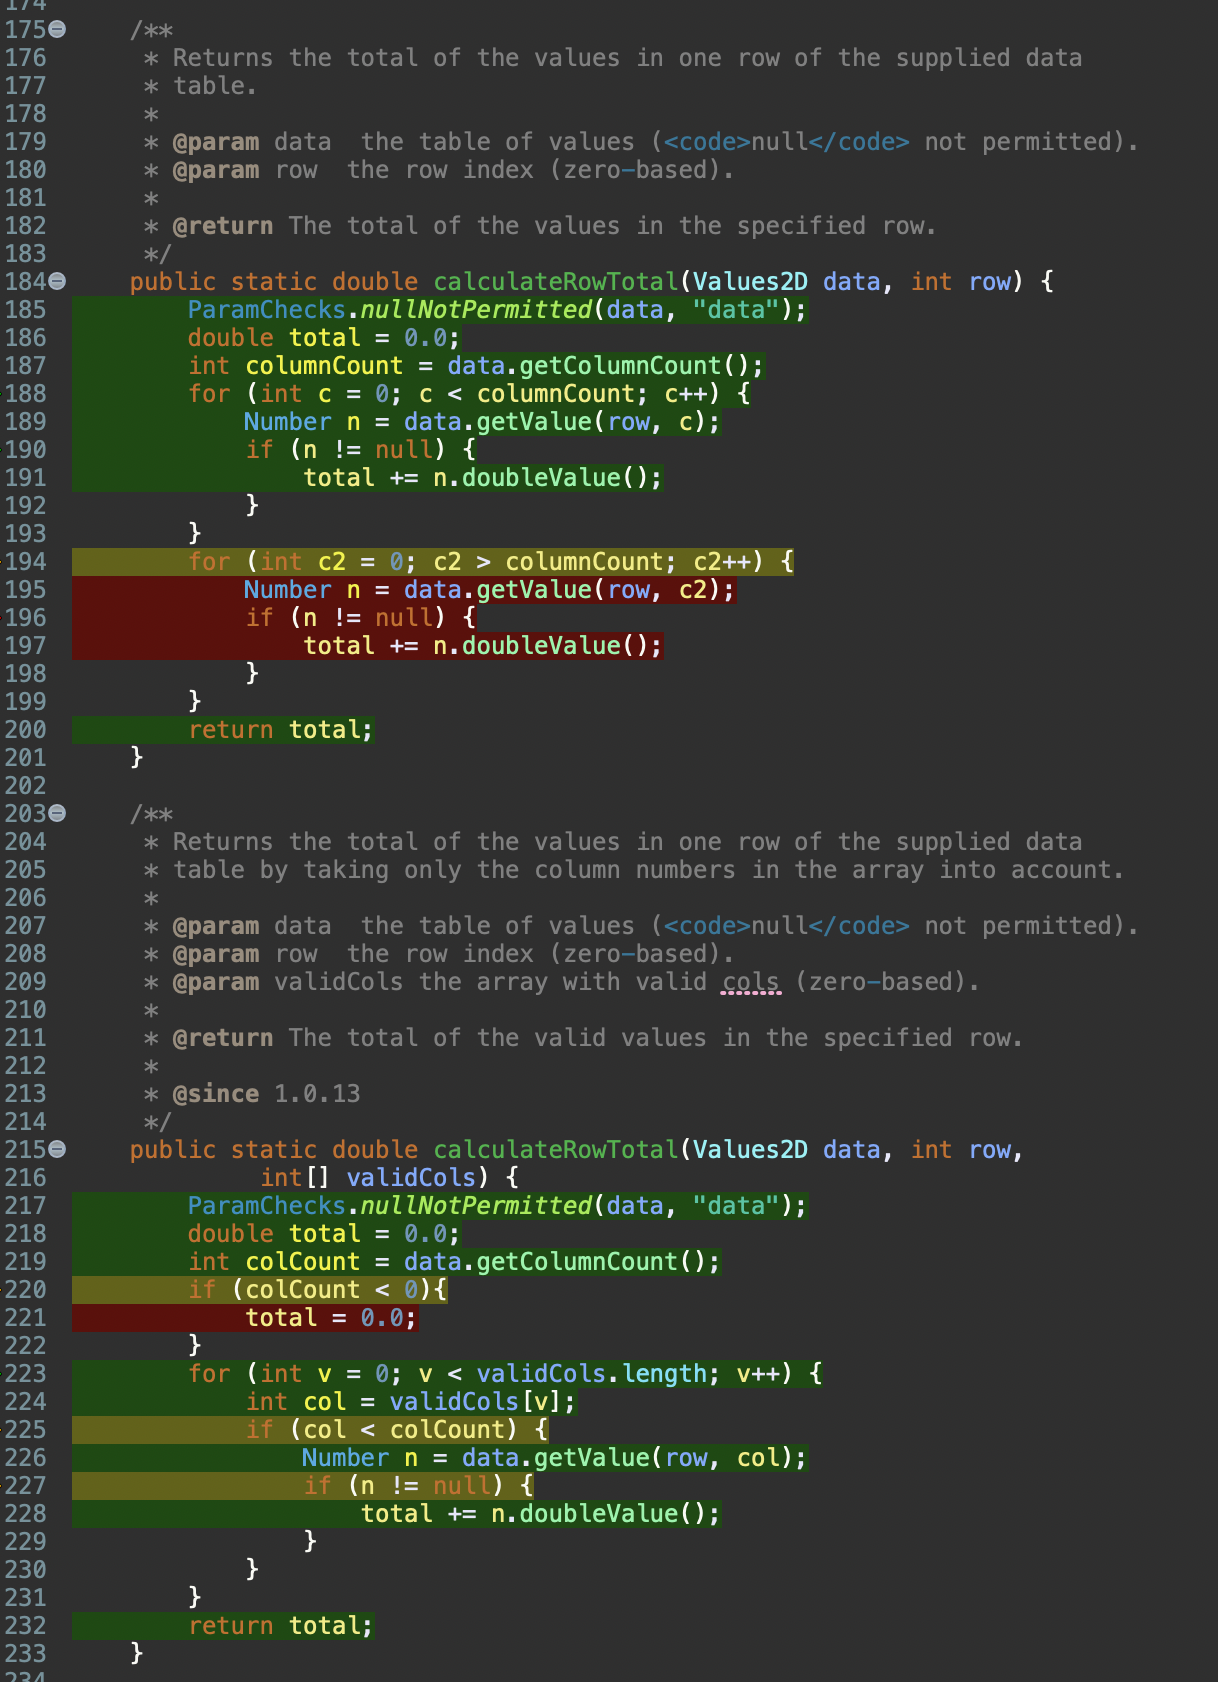 174
175 /**
176 * Returns the total of the values in one row of the supplied data
177 * table.
178 *
179 * @param data  the table of values (<code>null</code> not permitted).
180 * @param row  the row index (zero-based).
181 *
182 * @return The total of the values in the specified row.
183 */
184 public static double calculateRowTotal(Values2D data, int row) {
185 ParamChecks.nullNotPermitted(data, "data");
186 double total = 0.0;
187 int columnCount = data.getColumnCount();
188 for (int c = 0; c < columnCount; c++) {
189 Number n = data.getValue(row, c);
190 if (n != null) {
191 total += n.doubleValue();
192 }
193 }
194 for (int c2 = 0; c2 > columnCount; c2++) {
195 Number n = data.getValue(row, c2);
196 if (n != null) {
197 total += n.doubleValue();
198 }
199 }
200 return total;
201 }
202
203 /**
204 * Returns the total of the values in one row of the supplied data
205 * table by taking only the column numbers in the array into account.
206 *
207 * @param data  the table of values (<code>null</code> not permitted).
208 * @param row  the row index (zero-based).
209 * @param validCols the array with valid cols (zero-based).
210 *
211 * @return The total of the valid values in the specified row.
212 *
213 * @since 1.0.13
214 */
215 public static double calculateRowTotal(Values2D data, int row,
216 int[] validCols) {
217 ParamChecks.nullNotPermitted(data, "data");
218 double total = 0.0;
219 int colCount = data.getColumnCount();
220 if (colCount < 0){
221 total = 0.0;
222 }
223 for (int v = 0; v < validCols.length; v++) {
224 int col = validCols[v];
225 if (col < colCount) {
226 Number n = data.getValue(row, col);
227 if (n != null) {
228 total += n.doubleValue();
229 }
230 }
231 }
232 return total;
233 }
234